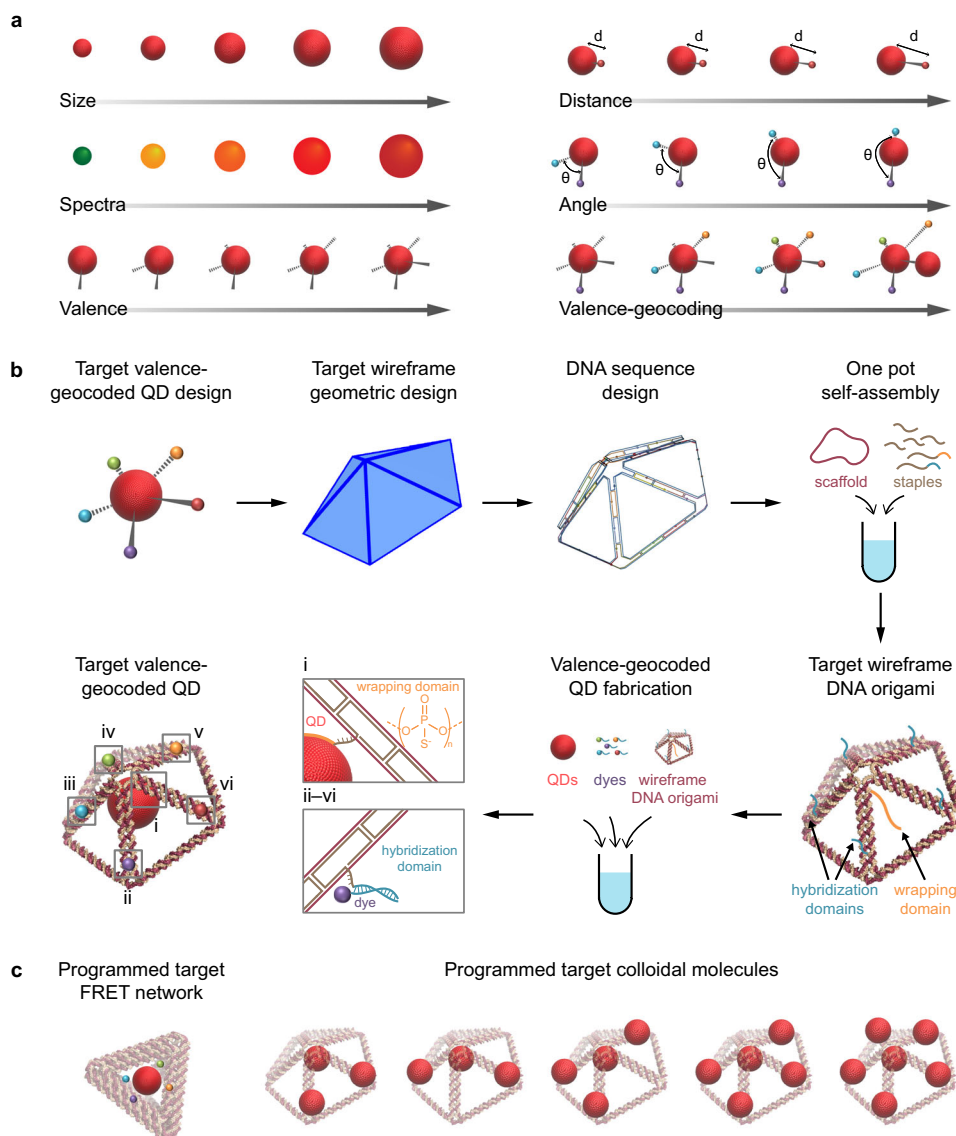 a
Size
Spectra
Valence
d d d d
Distance
θ θ θ θ
Angle
Valence-geocoding
b
Target valence-
geocoded QD design
Target wireframe
geometric design
DNA sequence
design
One pot
self-assembly
scaffold
staples
Target valence-
geocoded QD
iv
v
iii
vi
i
ii
i
wrapping domain
QD
O
O P O
S-
n
ii–vi
hybridization
domain
dye
Valence-geocoded
QD fabrication
QDs
dyes
wireframe
DNA origami
Target wireframe
DNA origami
hybridization
domains
wrapping
domain
c
Programmed target
FRET network
Programmed target colloidal molecules